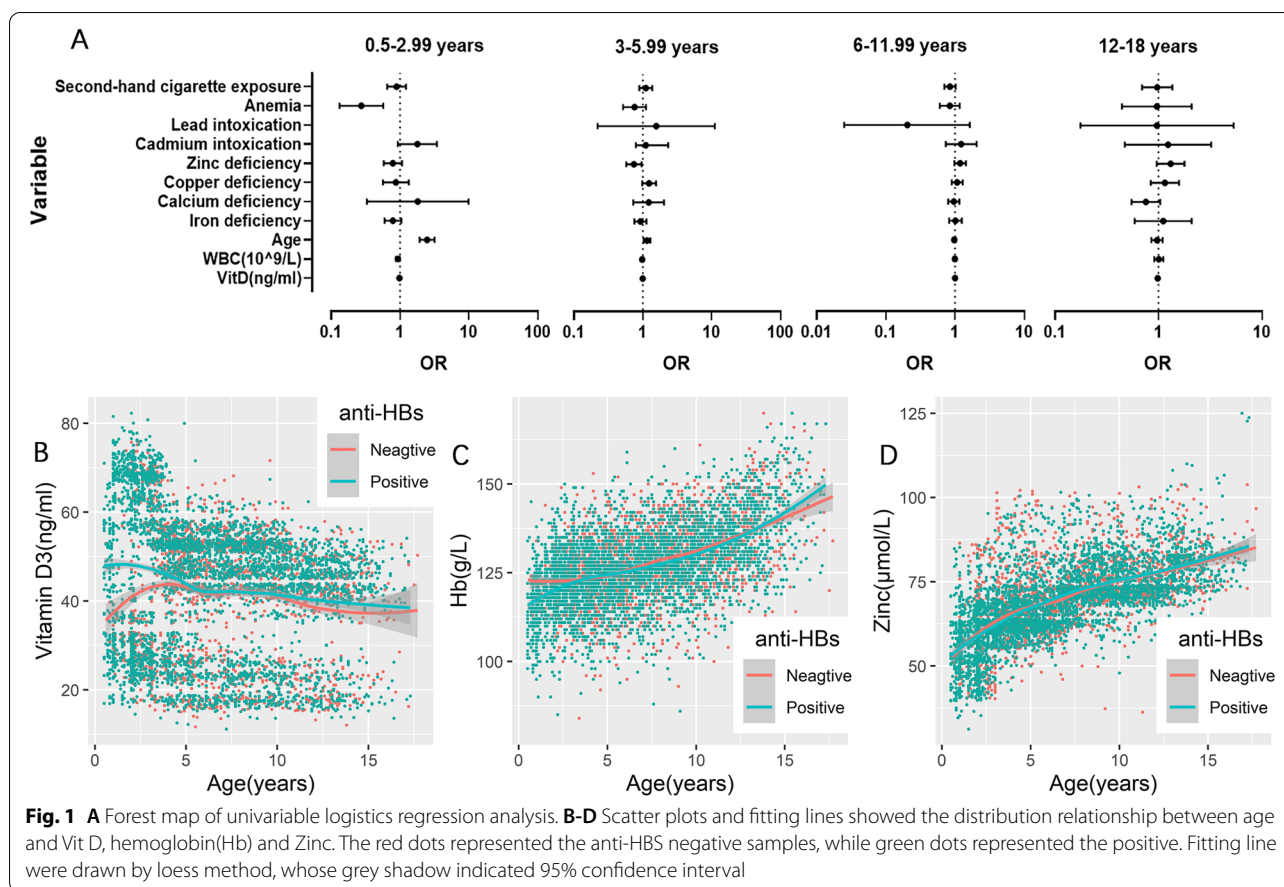 A
0.5-2.99 years
3-5.99 years
6-11.99 years
12-18 years
Variable
Second-hand cigarette exposure
Anemia
Lead intoxication
Cadmium intoxication
Zinc deficiency
Copper deficiency
Calcium deficiency
Iron deficiency
Age
WBC(10^9/L)
VitD(ng/ml)
0.1 1 10 100
0.1 1 10 100
0.01 0.1 1 10
0.1 1 10
OR OR OR OR
B
Vitamin D3(ng/ml)
80
60
40
20
0 5 10 15
Age(years)
anti-HBs
Neagtive
Positive
C
Hb(g/L)
150
125
100
0 5 10 15
Age(years)
anti-HBs
Neagtive
Positive
D
Zinc(μmol/L)
125
100
75
50
0 5 10 15
Age(years)
anti-HBs
Neagtive
Positive
Fig. 1 A Forest map of univariable logistics regression analysis. B-D Scatter plots and fitting lines showed the distribution relationship between age
and Vit D, hemoglobin(Hb) and Zinc. The red dots represented the anti-HBS negative samples, while green dots represented the positive. Fitting line
were drawn by loess method, whose grey shadow indicated 95% confidence interval